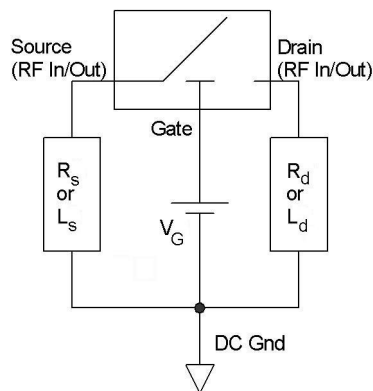 Source
(RF In/Out)
Drain
(RF In/Out)
Gate
Rs
or
Ls
VG
Rd
or
Ld
DC Gnd